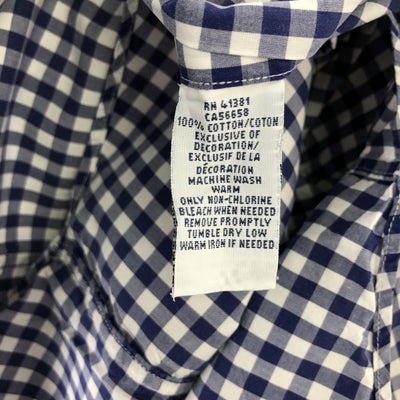 RN 41381
CA56658
100% COTTON/COTON
EXCLUSIVE OF
DECORATION/
EXCLUSIF DE LA
DÉCORATION
MACHINE WASH
WARM
ONLY NON-CHLORINE
BLEACH WHEN NEEDED
REMOVE PROMPTLY
TUMBLE DRY LOW
WARM IRON IF NEEDED